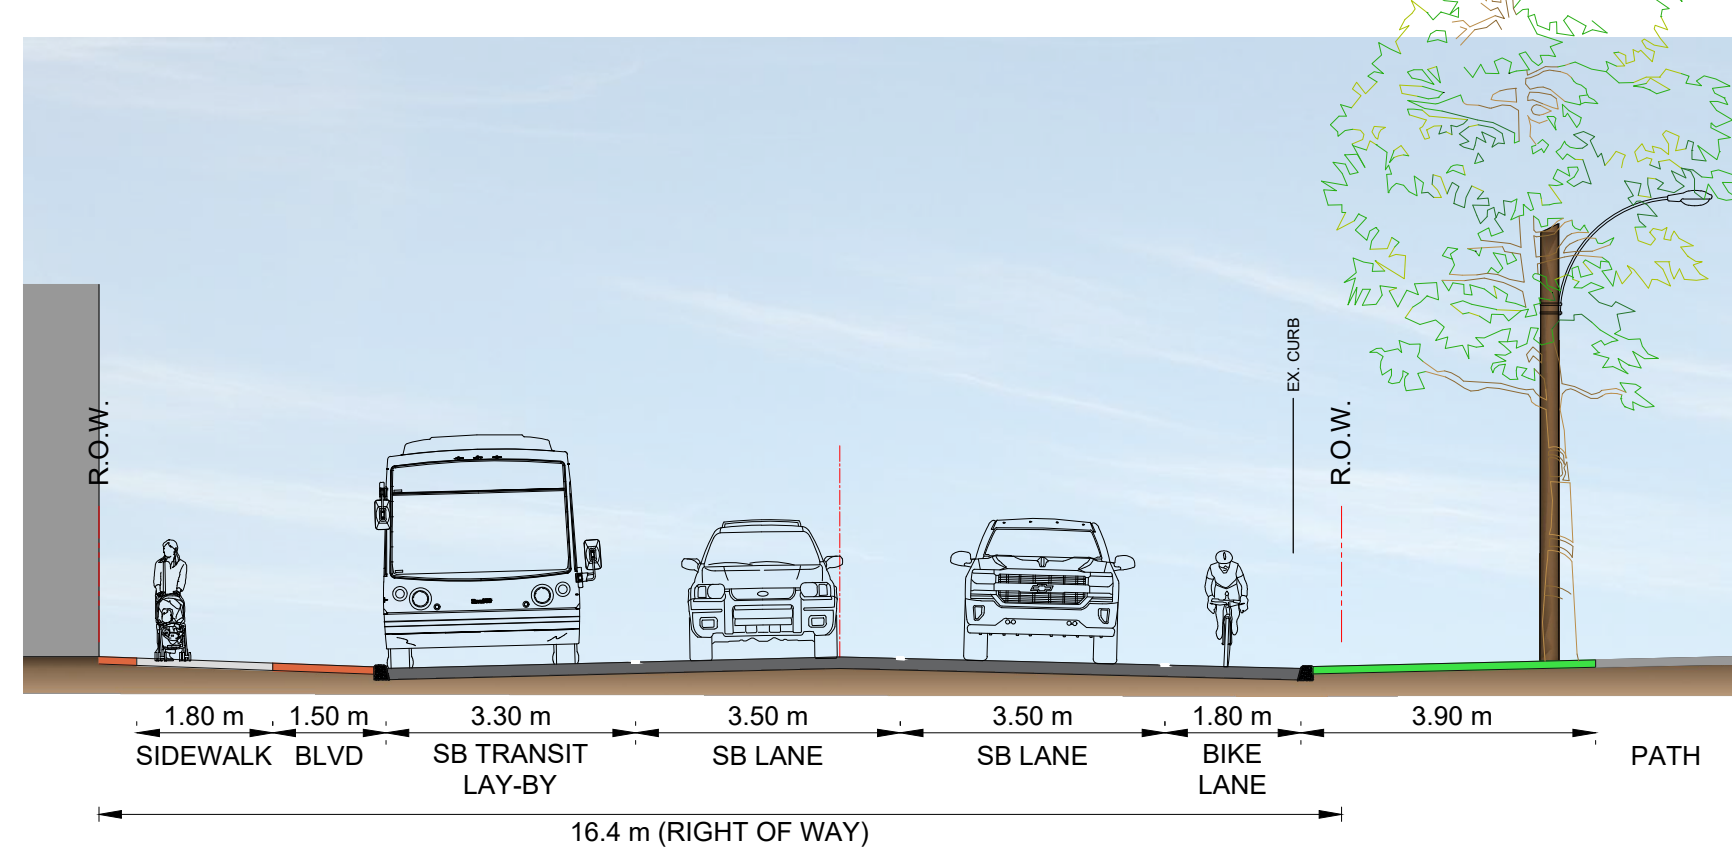 EX. CURB
R.O.W.
R.O.W.
1.80 m
1.50 m
3.30 m
3.50 m
3.50 m
1.80 m
3.90 m
SIDEWALK
BLVD
SB TRANSIT
LAY-BY
SB LANE
SB LANE
BIKE
LANE
PATH
16.4 m (RIGHT OF WAY)